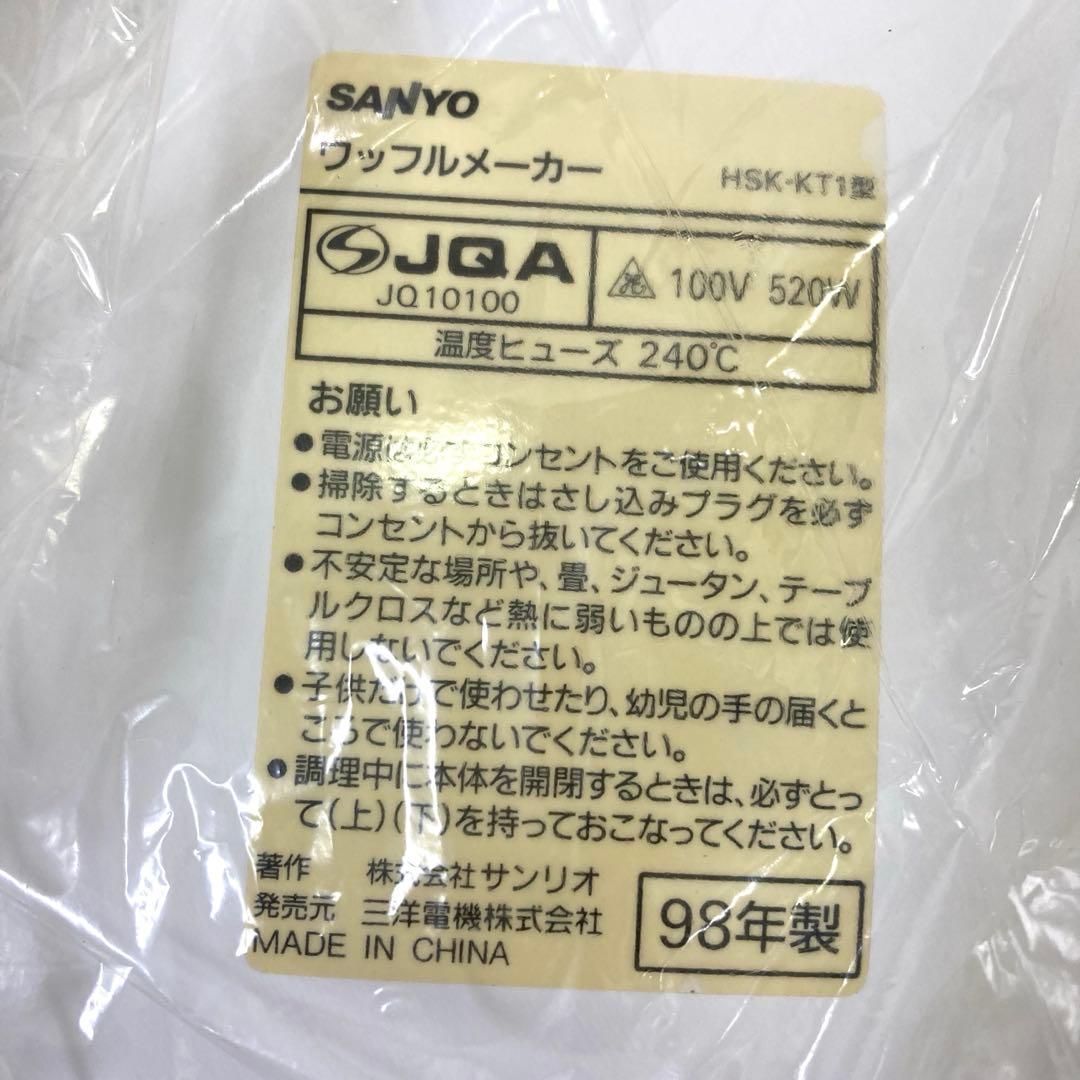 SANYO
ワッフルメーカー HSK-KT1型
JQA 100V 520W
JQ10100
温度ヒューズ 240℃
お願い
●電源は必ずコンセントをご使用ください。
●掃除するときはさし込みプラグを必ず
コンセントから抜いてください。
●不安定な場所や、畳、ジュータン、テーブ
ルクロスなど熱に弱いものの上では使
用しないでください。
●子供だけで使わせたり、幼児の手の届くと
ころで使わないでください。
●調理中に本体を開閉するときは、必ずとっ
て(上)(下)を持っておこなってください。
著作 株式会社サンリオ
発売元 三洋電機株式会社
MADE IN CHINA
98年製